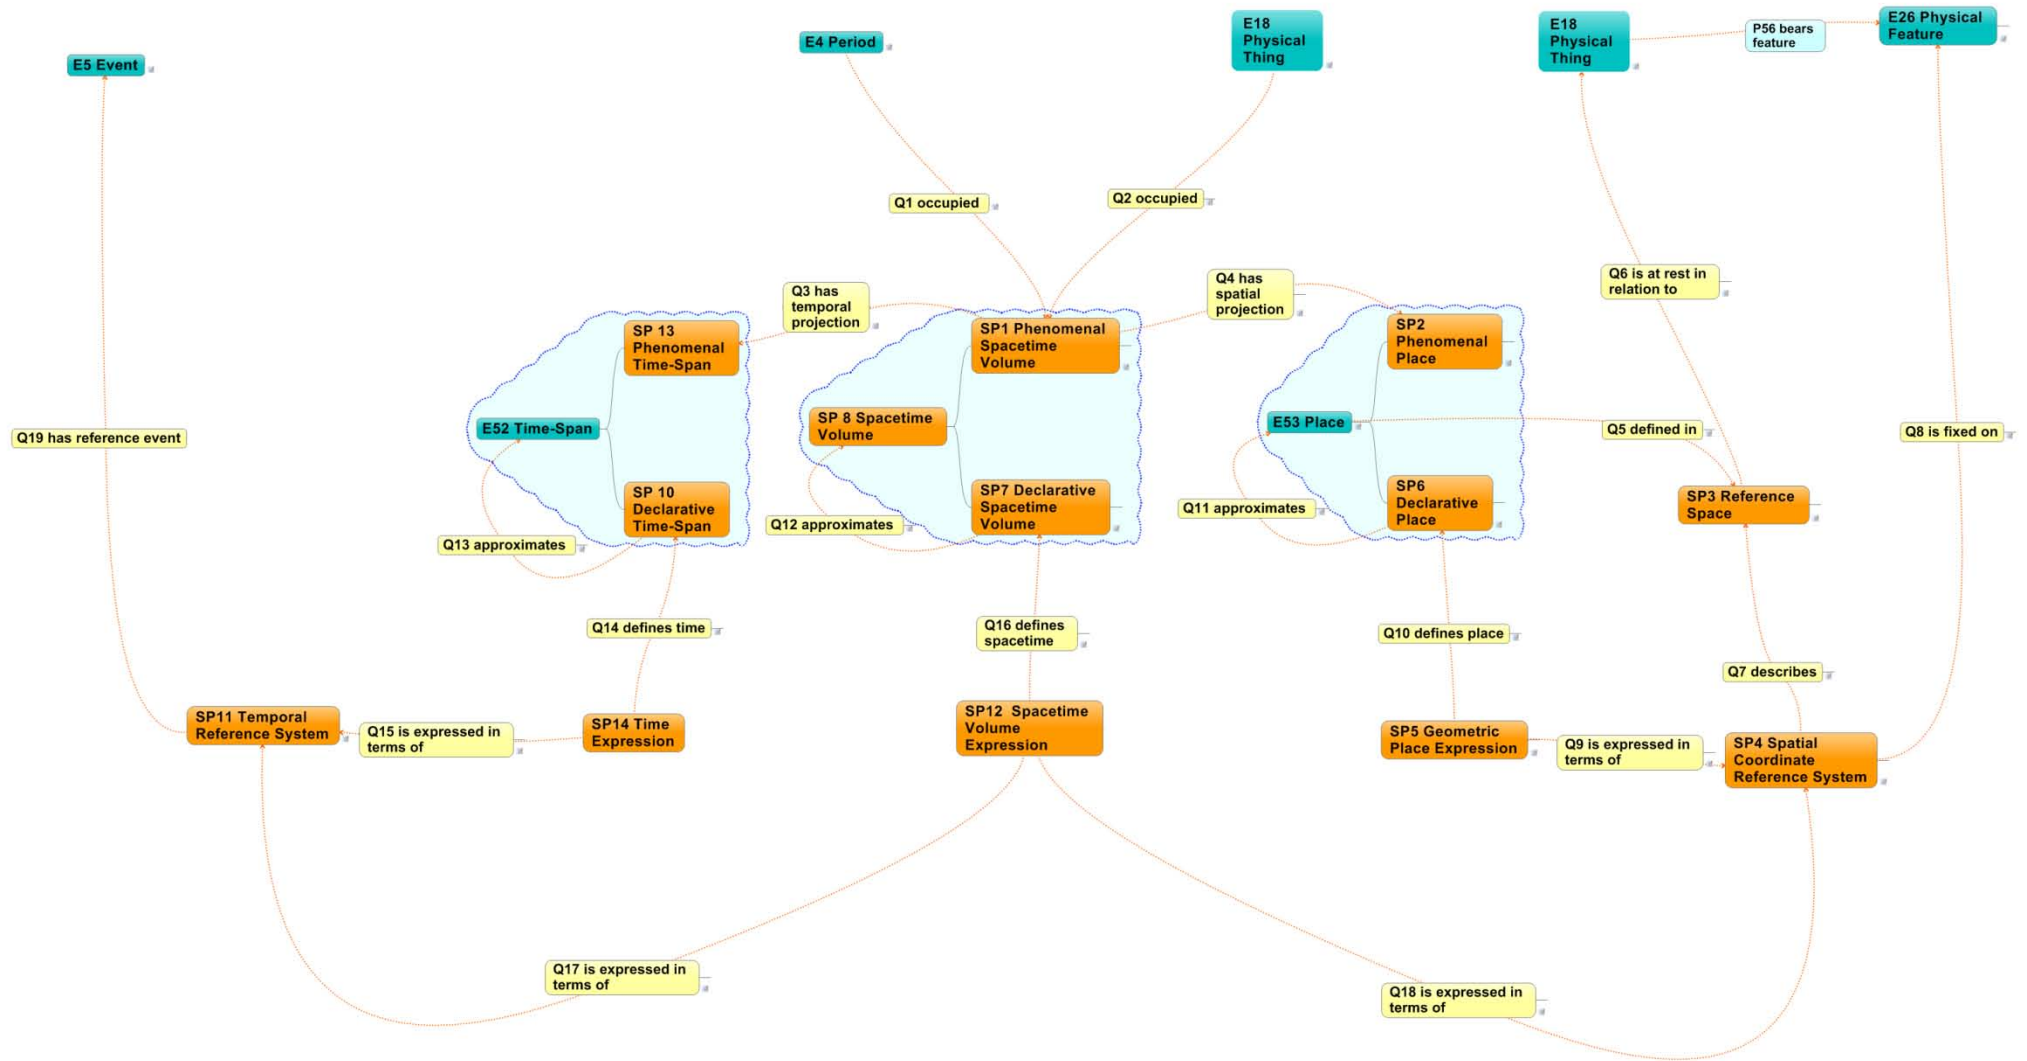 E5 Event
E4 Period
E18
Physical
Thing
E18
Physical
Thing
P56 bears
feature
E26 Physical
Feature
Q1 occupied
Q2 occupied
Q3 has
temporal
projection
Q4 has
spatial
projection
Q6 is at rest in
relation to
SP 13
Phenomenal
Time-Span
SP1 Phenomenal
Spacetime
Volume
SP2
Phenomenal
Place
Q19 has reference event
E52 Time-Span
SP 8 Spacetime
Volume
E53 Place
Q5 defined in
Q8 is fixed on
SP 10
Declarative
Time-Span
SP7 Declarative
Spacetime
Volume
SP6
Declarative
Place
SP3 Reference
Space
Q13 approximates
Q12 approximates
Q11 approximates
Q14 defines time
Q16 defines
spacetime
Q10 defines place
Q7 describes
SP11 Temporal
Reference System
Q15 is expressed in
terms of
SP14 Time
Expression
SP12 Spacetime
Volume
Expression
SP5 Geometric
Place Expression
Q9 is expressed in
terms of
SP4 Spatial
Coordinate
Reference System
Q17 is expressed in
terms of
Q18 is expressed in
terms of